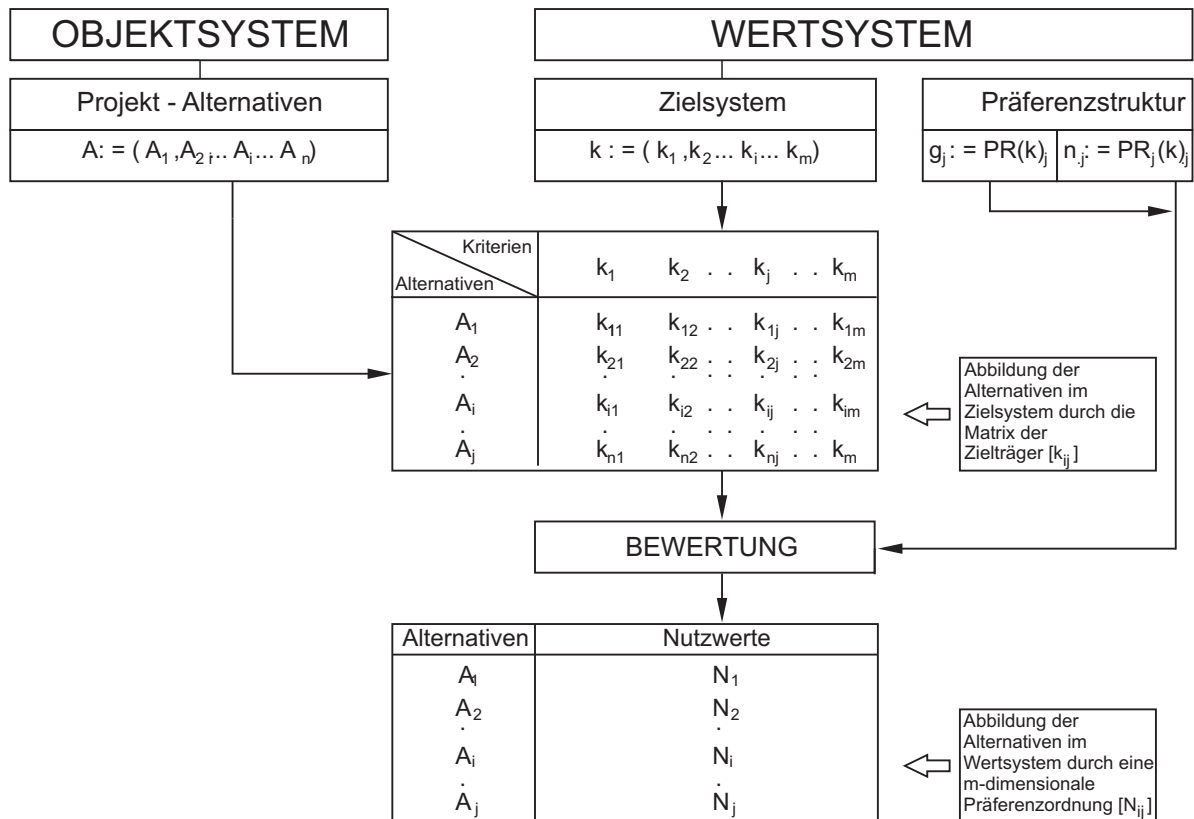 OBJEKTSYSTEM
WERTSYSTEM
Projekt - Alternativen
Zielsystem
Präferenzstruktur
A: = ( A₁ ,A₂ ᵢ... Aᵢ... A ₙ)
k : = ( k₁ ,k₂ ... kᵢ... kₘ)
gⱼ : = PR(k)ⱼ
n.ⱼ: = PRⱼ (k)ⱼ
Kriterien
Alternativen
k₁ k₂ . . kⱼ . . kₘ
A₁ k₁₁ k₁₂ . . k₁ⱼ . . k₁ₘ
A₂ k₂₁ k₂₂ . . k₂ⱼ . . k₂ₘ
. . . . . . . .
Aᵢ kᵢ₁ kᵢ₂ . . kᵢⱼ . . kᵢₘ
. . . . . . . .
Aⱼ kₙ₁ kₙ₂ . . kₙⱼ . . kₘ
Abbildung der
Alternativen im
Zielsystem durch die
Matrix der
Zielträger [kᵢⱼ ]
BEWERTUNG
Alternativen Nutzwerte
A₁ N₁
A₂ N₂
. .
Aᵢ Nᵢ
. .
Aⱼ Nⱼ
Abbildung der
Alternativen im
Wertsystem durch eine
m-dimensionale
Präferenzordnung [Nᵢⱼ]